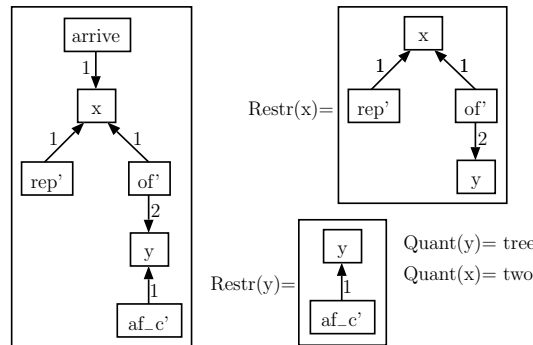 arrive
1
x
1
1
rep'
of'
2
y
1
af_c'
Restr(x)=
x
1
1
rep'
of'
2
y
Restr(y)=
y
1
af_c'
Quant(y)= tree
Quant(x)= two